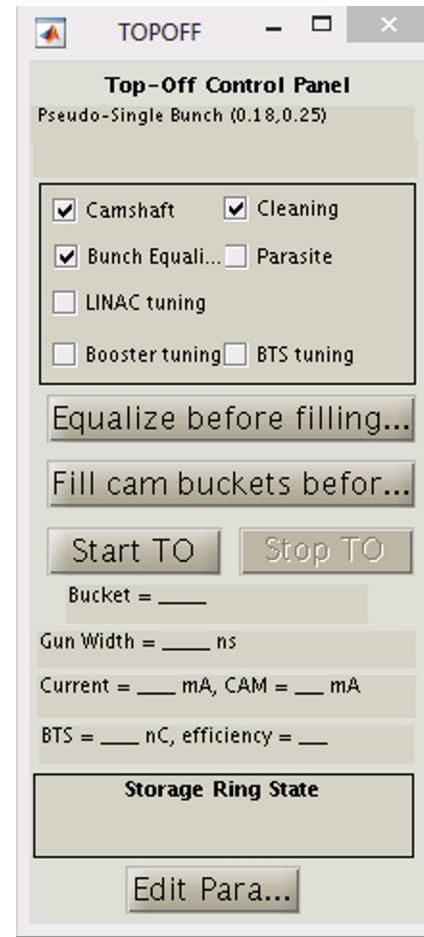 TOPOFF
Top-Off Control Panel
Pseudo-Single Bunch (0.18,0.25)
Camshaft Cleaning
Bunch Equali... Parasite
LINAC tuning
Booster tuning BTS tuning
Equalize before filling...
Fill cam buckets befor...
Start TO Stop TO
Bucket = ____
Gun Width = ____ ns
Current = ___ mA, CAM = __ mA
BTS = ___ nC, efficiency = __
Storage Ring State
Edit Para...